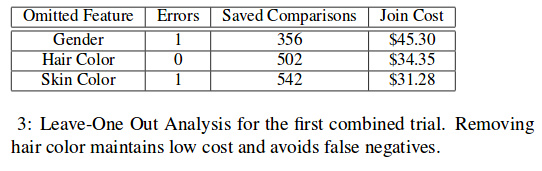 Omitted Feature Errors Saved Comparisons Join Cost
Gender 1 356 $45.30
Hair Color 0 502 $34.35
Skin Color 1 542 $31.28
3: Leave-One Out Analysis for the first combined trial. Removing
hair color maintains low cost and avoids false negatives.